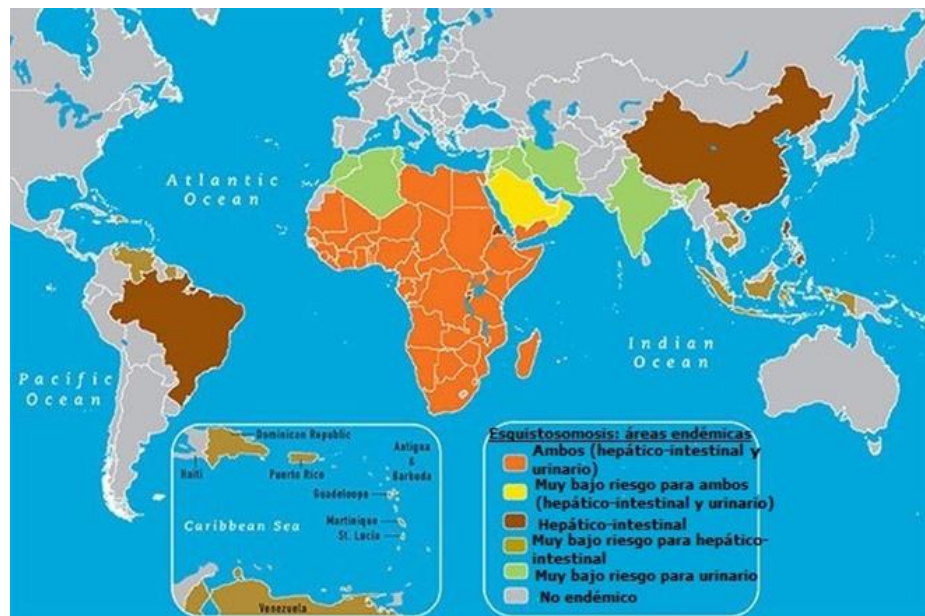 Atlantic
Ocean
Pacífic
Ocean
Indian
Ocean
Dominican Republic
Haiti
Puerto Rico
Antigua
&
Barbuda
Guadeloupe
Martinique
St. Lucia
Caribbean Sea
Venezuela
Esquistosomosis: áreas endémicas
Ambos (hepático-intestinal y
urinario)
Muy bajo riesgo para ambos
(hepático-intestinal y urinario)
Hepático-intestinal
Muy bajo riesgo para hepático-
intestinal
Muy bajo riesgo para urinario
No endémico